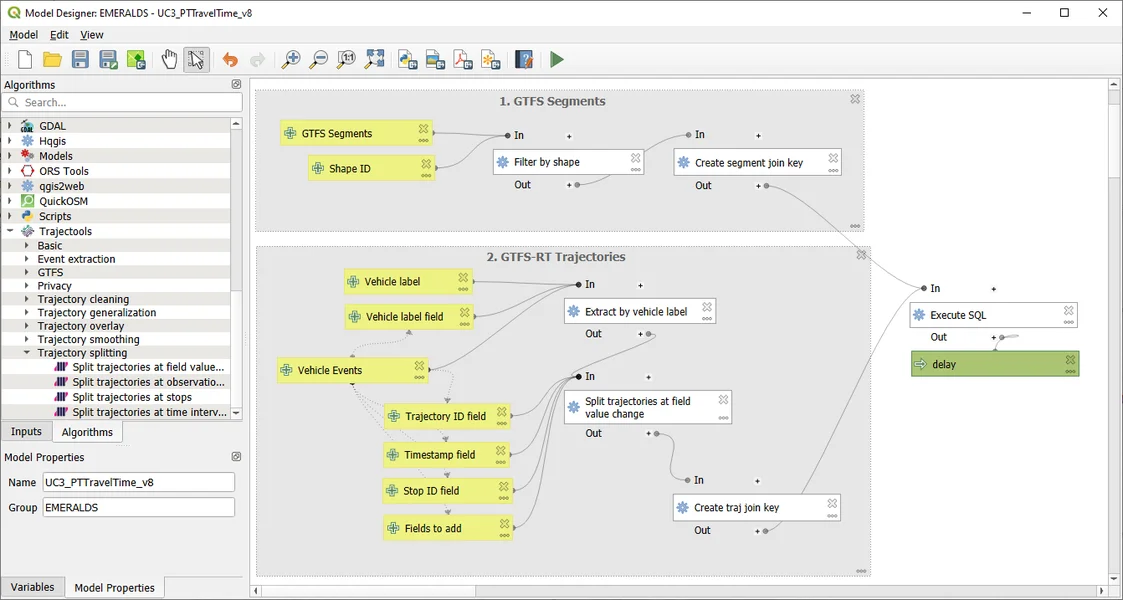 Model Designer: EMERALDS - UC3_PTTravelTime_v8
Model Edit View
Algorithms
Search...
GDAL
Hqgis
Models
ORS Tools
qgis2web
QuickOSM
Scripts
Trajectools
Basic
Event extraction
GTFS
Privacy
Trajectory cleaning
Trajectory generalization
Trajectory overlay
Trajectory smoothing
Trajectory splitting
Split trajectories at field value...
Split trajectories at observatio...
Split trajectories at stops
Split trajectories at time interv...
Inputs Algorithms
Model Properties
Name UC3_PTTravelTime_v8
Group EMERALDS
Variables Model Properties
1. GTFS Segments
GTFS Segments
Shape ID
In
Filter by shape
Out
In
Create segment join key
Out
2. GTFS-RT Trajectories
Vehicle label
Vehicle label field
Vehicle Events
Trajectory ID field
Timestamp field
Stop ID field
Fields to add
In
Extract by vehicle label
Out
In
Split trajectories at field
value change
Out
In
Create traj join key
Out
In
Execute SQL
Out
delay